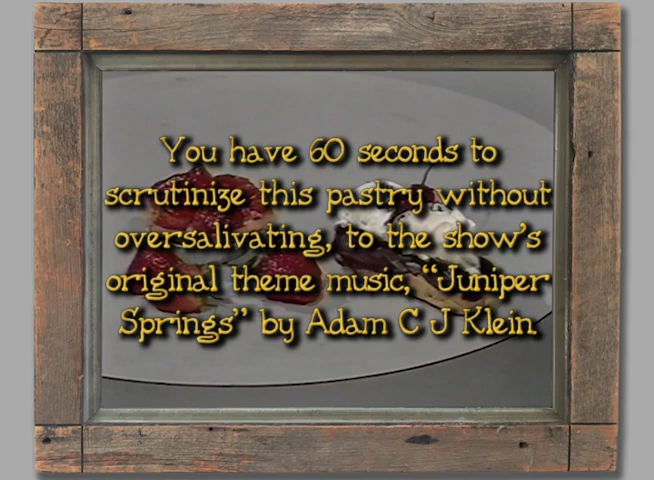 You have 60 seconds to
scrutinize this pastry without
oversalivating, to the show's
original theme music, “Juniper
Springs” by Adam C J Klein.